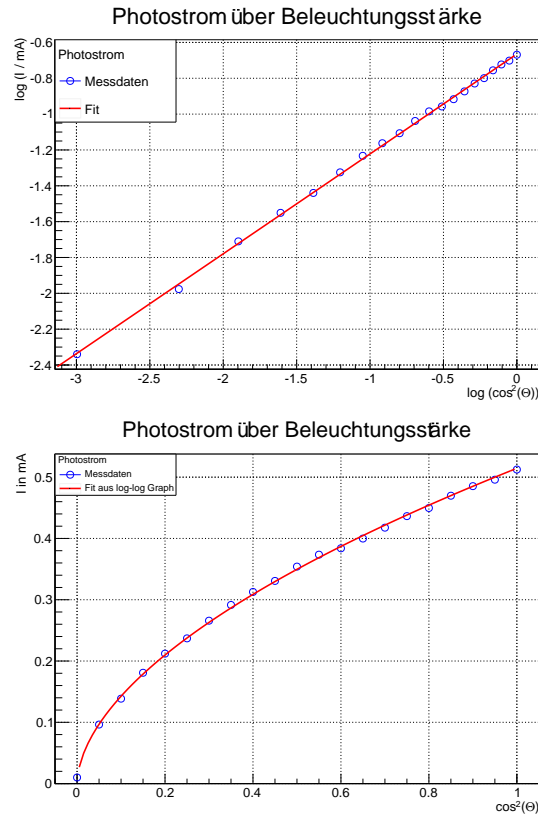 Photostrom über Beleuchtungsstärke
log (I / mA)
Photostrom
Messdaten
Fit
-0.6
-0.8
-1
-1.2
-1.4
-1.6
-1.8
-2
-2.2
-2.4
-3 -2.5 -2 -1.5 -1 -0.5 0
log (cos²(Θ))
Photostrom über Beleuchtungsstärke
I in mA
Photostrom
Messdaten
Fit aus log-log Graph
0.5
0.4
0.3
0.2
0.1
0
0 0.2 0.4 0.6 0.8 1
cos²(Θ)